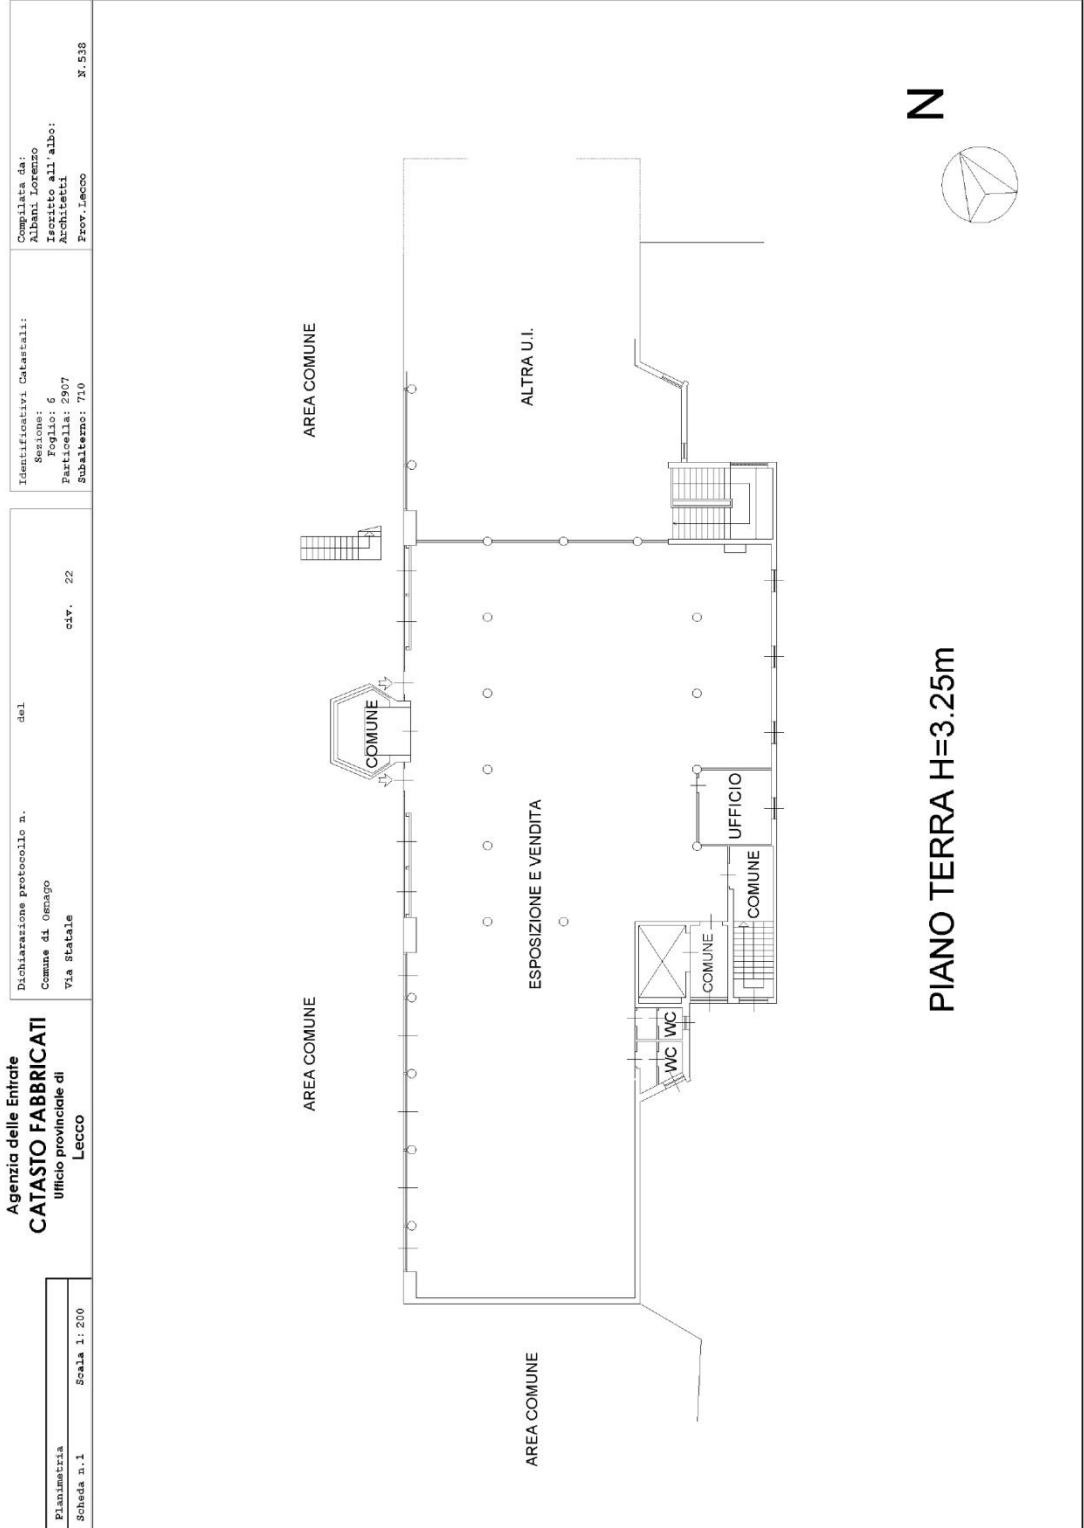 Agenzia delle Entrate
CATASTO FABBRICATI
Ufficio provinciale di
Lecco
Dichiarazione protocollo n. del
Comune di Osnago
Via Statale civ. 22
Identificativi Catastali:
Sezione:
Foglio: 6
Particella: 2907
Subalterno: 710
Compilata da:
Albani Lorenzo
Iscritto all'albo:
Architetti
Prov. Lecco N. 538
Planimetria
Scheda n. 1 Scala 1: 200
AREA COMUNE
AREA COMUNE
AREA COMUNE
COMUNE
ALTRA U.I.
ESPOSIZIONE E VENDITA
WC
WC
COMUNE
COMUNE
UFFICIO
PIANO TERRA H=3.25m
N